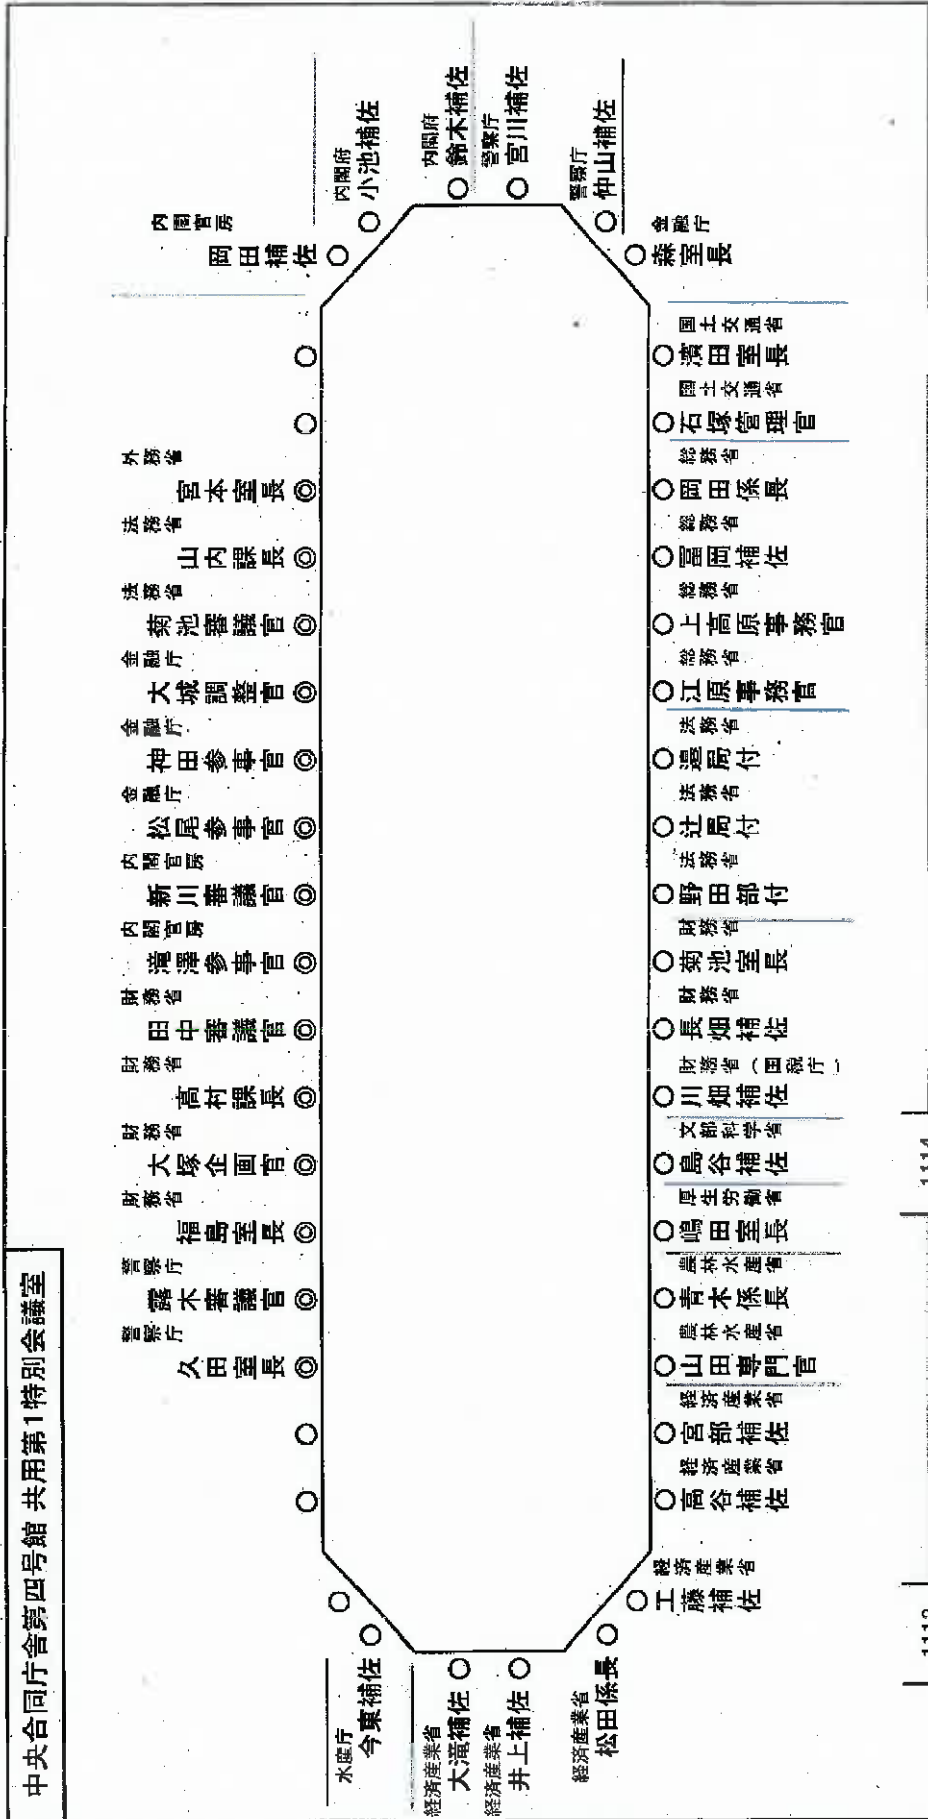 中央合同庁舎第四号館 共用第1特別会議室
内閣官房
岡田補佐
内閣府
小池補佐
内閣府
鈴木補佐
警察庁
宮川補佐
警察庁
仲山補佐
金融庁
森室長
外務省
宮本室長
法務省
山内課長
法務省
菊池審議官
金融庁
大城調整官
金融庁
神田参事官
金融庁
松尾参事官
内閣官房
新川審議官
内閣官房
滝澤参事官
財務省
田中審議官
財務省
高村課長
財務省
大塚企画官
財務省
福島室長
警察庁
露木審議官
警察庁
久田室長
国土交通省
濱田室長
国土交通省
石塚管理官
総務省
岡田係長
総務省
冨岡補佐
総務省
上高原事務官
総務省
江原事務官
法務省
邉局付
法務省
辻局付
法務省
野田部付
財務省
菊池室長
財務省
長畑補佐
財務省（国税庁）
川畑補佐
文部科学省
島谷補佐
厚生労働省
嶋田室長
農林水産省
青木係長
農林水産省
山田専門官
経済産業省
宮部補佐
経済産業省
高谷補佐
経済産業省
工藤補佐
水産庁
今東補佐
経済産業省
大滝補佐
経済産業省
井上補佐
経済産業省
松田係長